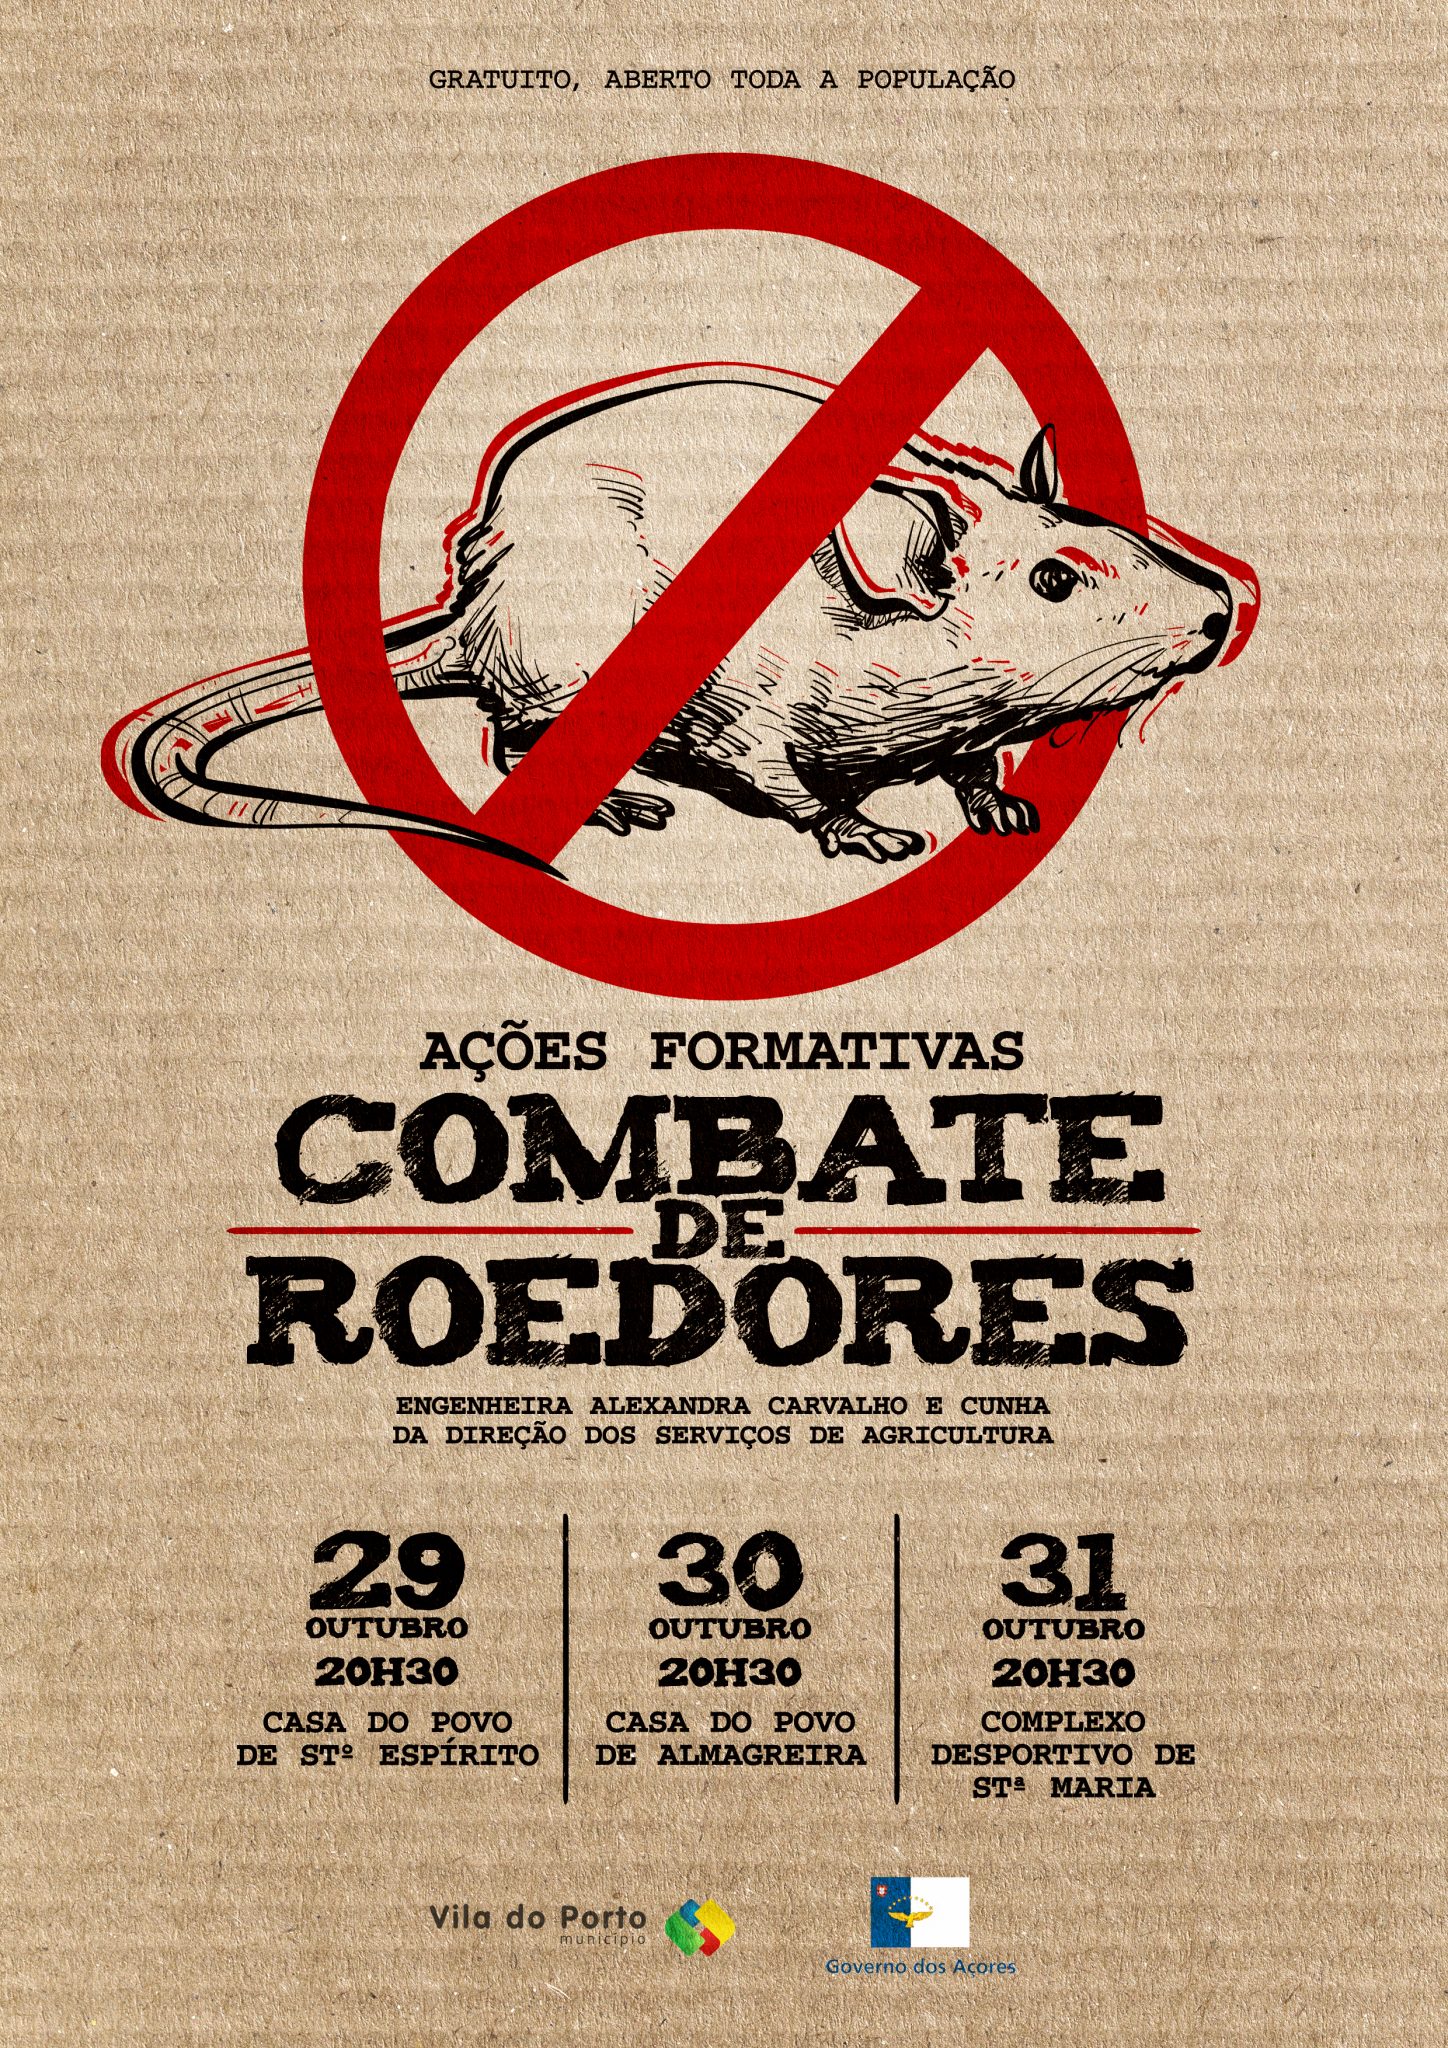 GRATUITO, ABERTO TODA A POPULAÇÃO
AÇÕES FORMATIVAS
COMBATE
DE
ROEDORES
ENGENHEIRA ALEXANDRA CARVALHO E CUNHA
DA DIREÇÃO DOS SERVIÇOS DE AGRICULTURA
29
OUTUBRO
20H30
CASA DO POVO
DE STº ESPÍRITO
30
OUTUBRO
20H30
CASA DO POVO
DE ALMAGREIRA
31
OUTUBRO
20H30
COMPLEXO
DESPORTIVO DE
STª MARIA
Vila do Porto
município
Governo dos Açores